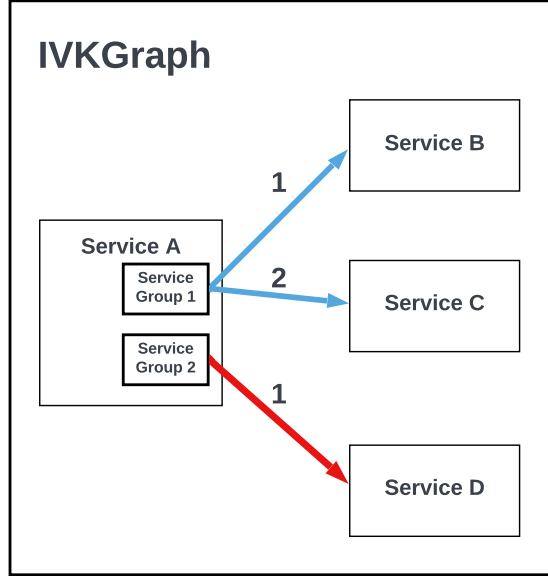 IVKGraph
Service B
1
Service A
Service
Group 1
2
Service C
Service
Group 2
1
Service D